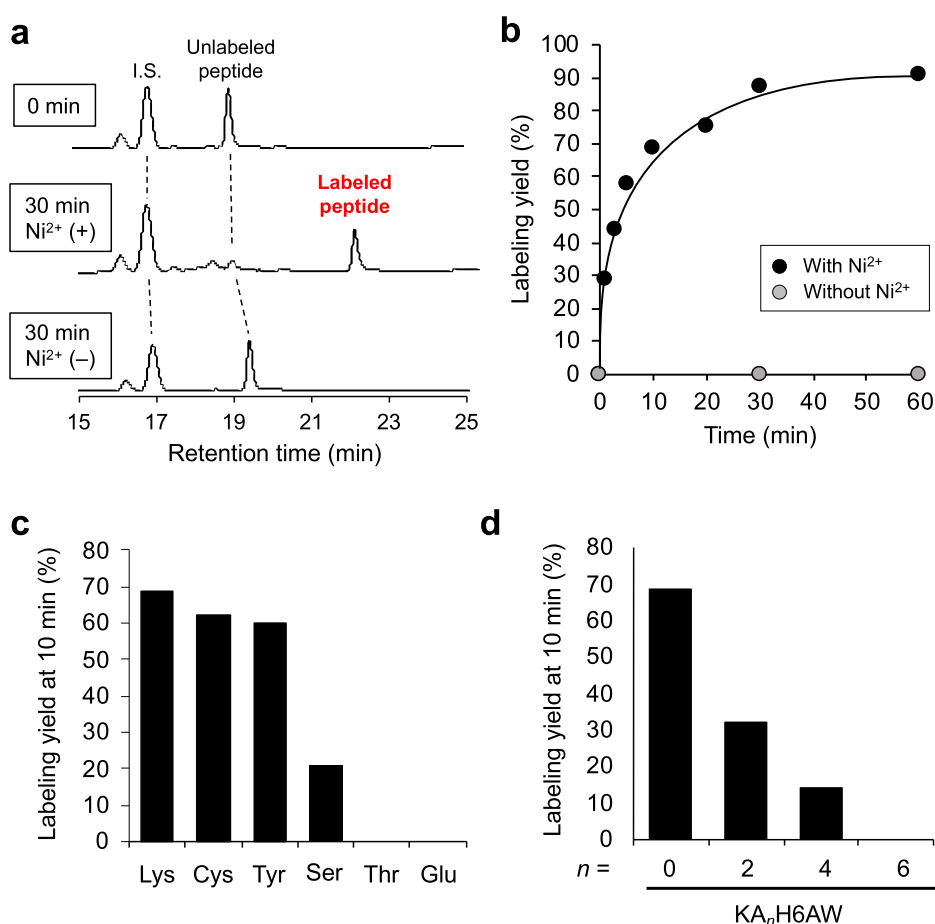 a
I.S.
Unlabeled
peptide
0 min
30 min
Ni²⁺ (+)
Labeled
peptide
30 min
Ni²⁺ (–)
15 17 19 21 23 25
Retention time (min)
b
Labeling yield (%)
100
90
80
70
60
50
40
30
20
10
0
With Ni²⁺
Without Ni²⁺
0 10 20 30 40 50 60
Time (min)
c
Labeling yield at 10 min (%)
80
70
60
50
40
30
20
10
0
Lys Cys Tyr Ser Thr Glu
d
Labeling yield at 10 min (%)
80
70
60
50
40
30
20
10
0
n = 0 2 4 6
KAₙH6AW